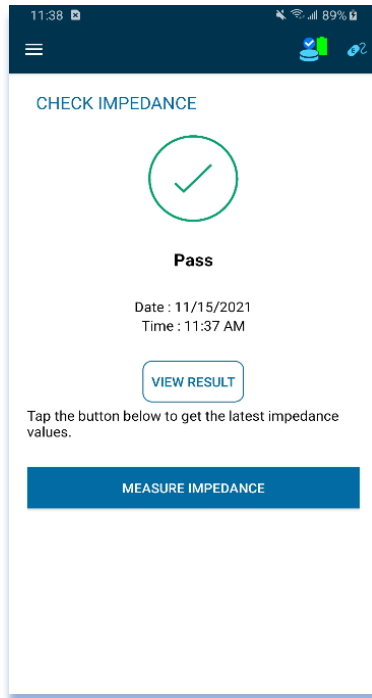 11:38 89%
CHECK IMPEDANCE
Pass
Date : 11/15/2021
Time : 11:37 AM
VIEW RESULT
Tap the button below to get the latest impedance
values.
MEASURE IMPEDANCE